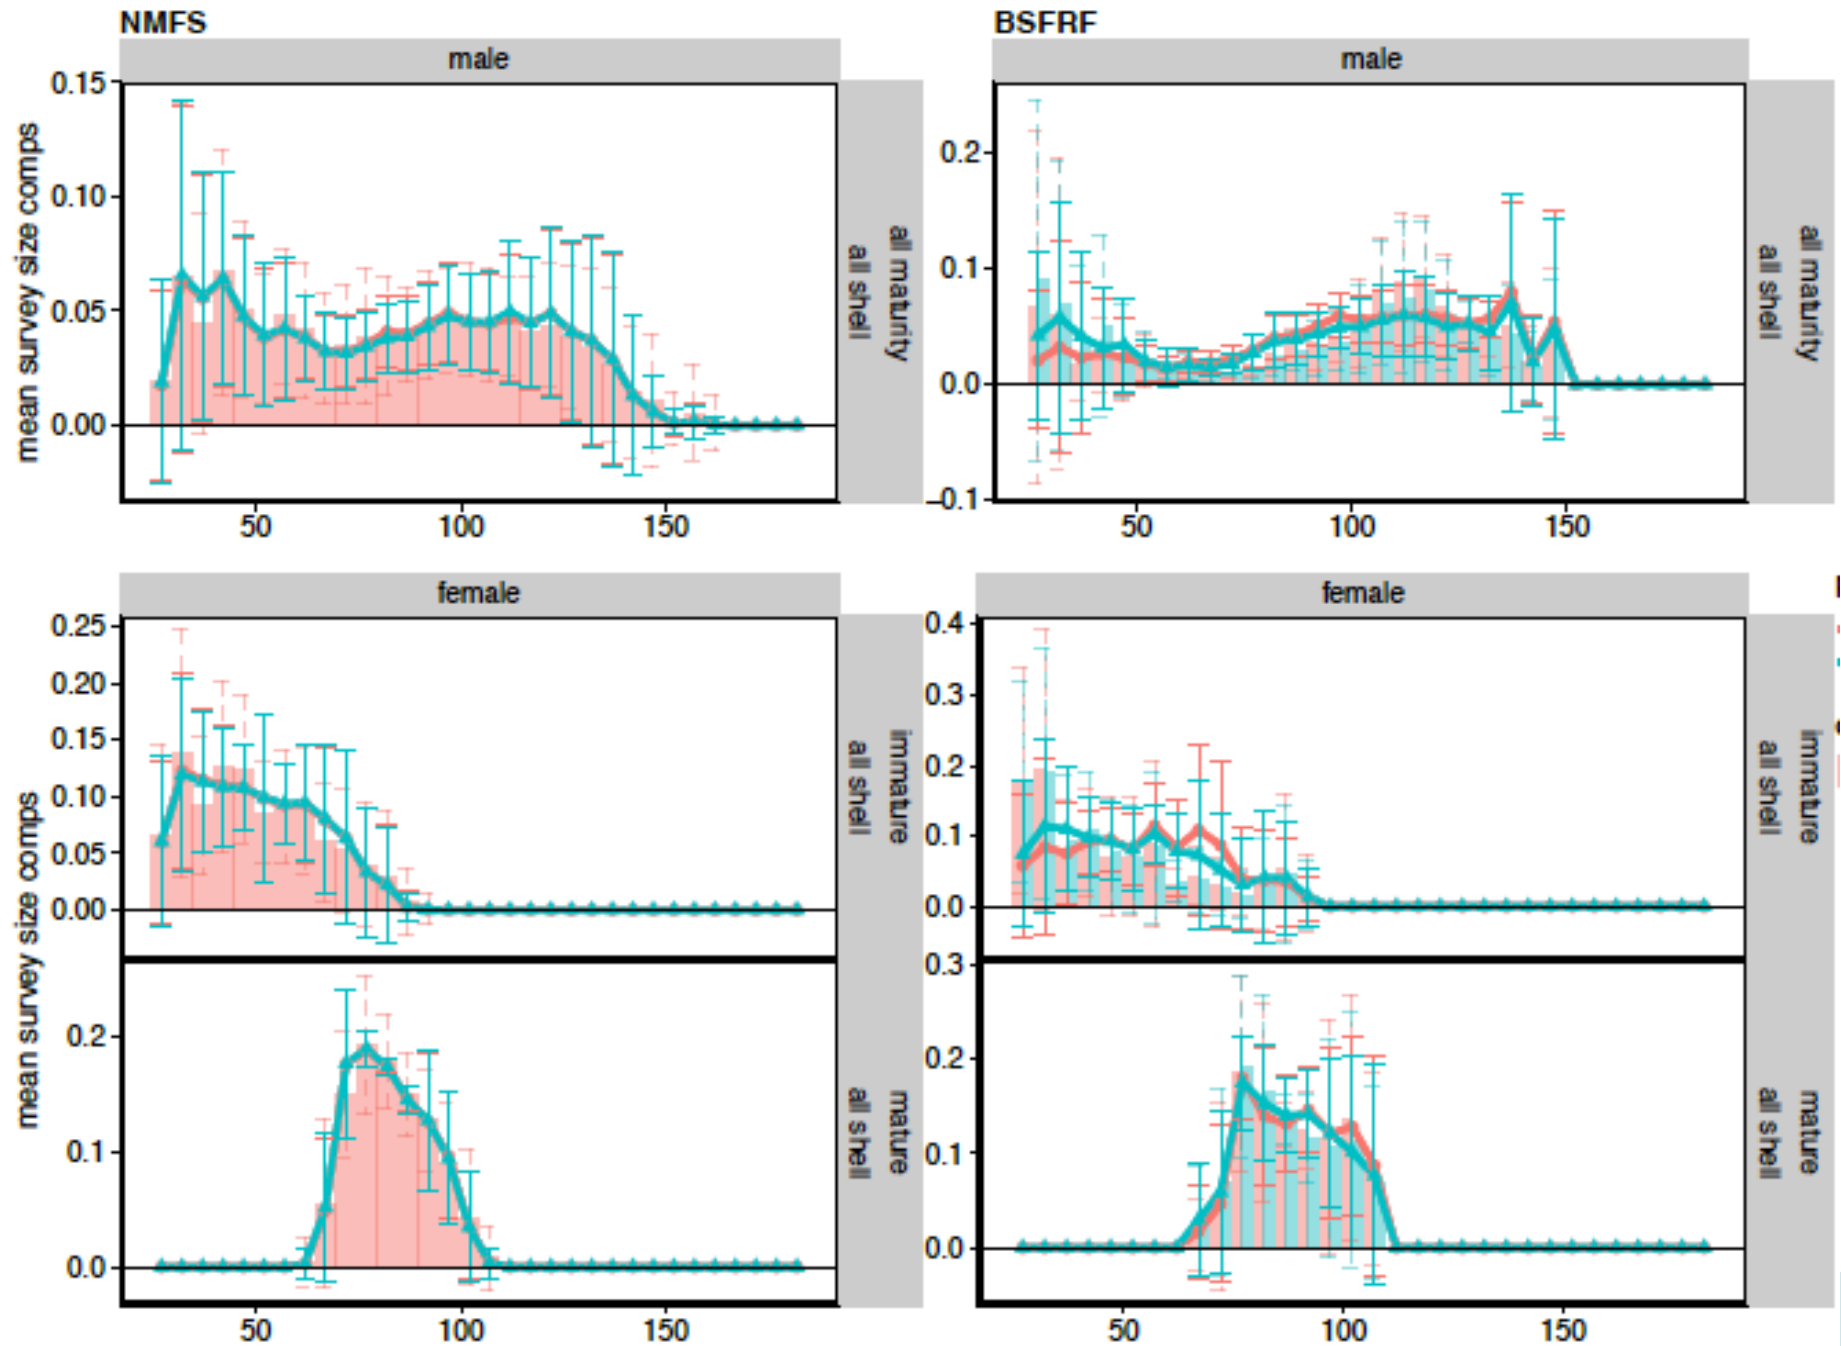 NMFS
BSFRF
male
male
mean survey size comps
0.15
0.10
0.05
0.00
50
100
150
all maturity
all shell
0.2
0.1
0.0
−0.1
50
100
150
all maturity
all shell
female
female
mean survey size comps
0.25
0.20
0.15
0.10
0.05
0.00
immature
all shell
0.4
0.3
0.2
0.1
0.0
immature
all shell
0.2
0.1
0.0
50
100
150
mature
all shell
0.3
0.2
0.1
0.0
50
100
150
mature
all shell